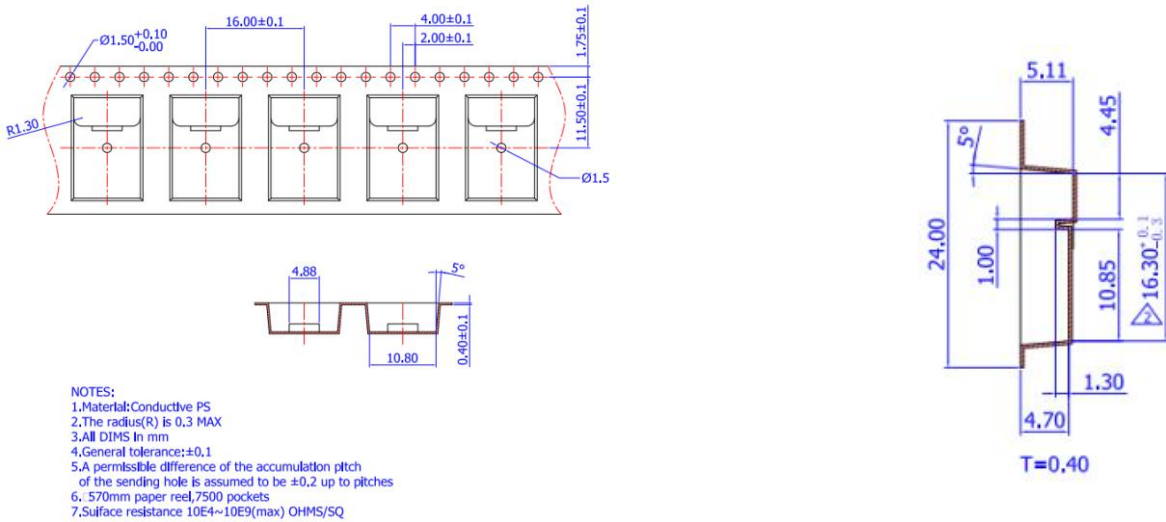 16.00±0.1
4.00±0.1
2.00±0.1
1.75±0.1
Ø1.50+0.10
-0.00
R1.30
11.50±0.1
Ø1.5
4.88
5°
10.80
0.40±0.1
NOTES:
1.Material:Conductive PS
2.The radius(R) is 0.3 MAX
3.All DIMS in mm
4.General tolerance:±0.1
5.A permissible difference of the accumulation pitch
of the sending hole is assumed to be ±0.2 up to pitches
6.:570mm paper reel,7500 pockets
7.Suiface resistance 10E4~10E9(max) OHMS/SQ
5.11
4.45
5°
24.00
1.00
10.85
16.30+0.1
-0.3
2
1.30
4.70
T=0.40